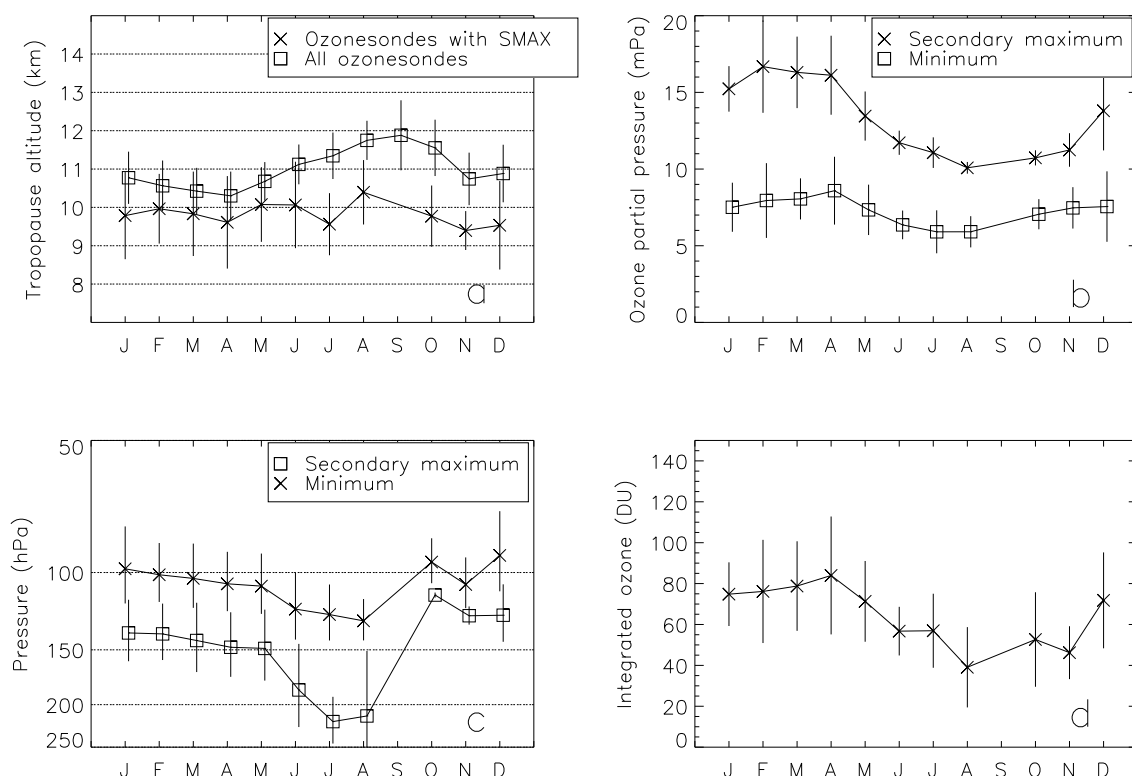 Tropopause altitude (km)
14
13
12
11
10
9
8
Ozonesondes with SMAX
All ozonesondes
a
J F M A M J J A S O N D
Ozone partial pressure (mPa)
20
15
10
5
0
Secondary maximum
Minimum
b
J F M A M J J A S O N D
Pressure (hPa)
50
100
150
200
250
Secondary maximum
Minimum
c
J F M A M J J A S O N D
Integrated ozone (DU)
140
120
100
80
60
40
20
0
d
J F M A M J J A S O N D